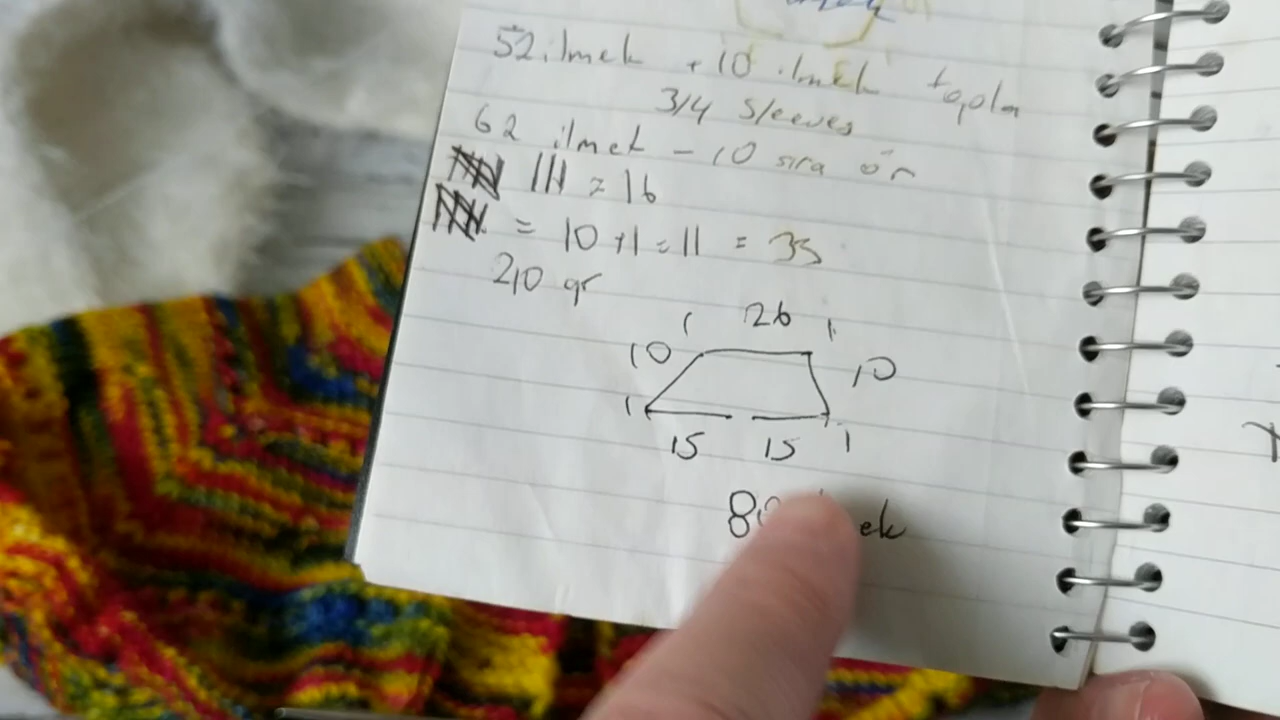 52 ilmek + 10 ilmek topla
3/4 Sleeves
62 ilmek - 10 sıra ör
= 16
= 10 +1 = 11 = 35
210 gr
1 26 1
10 10
1
15 15 1